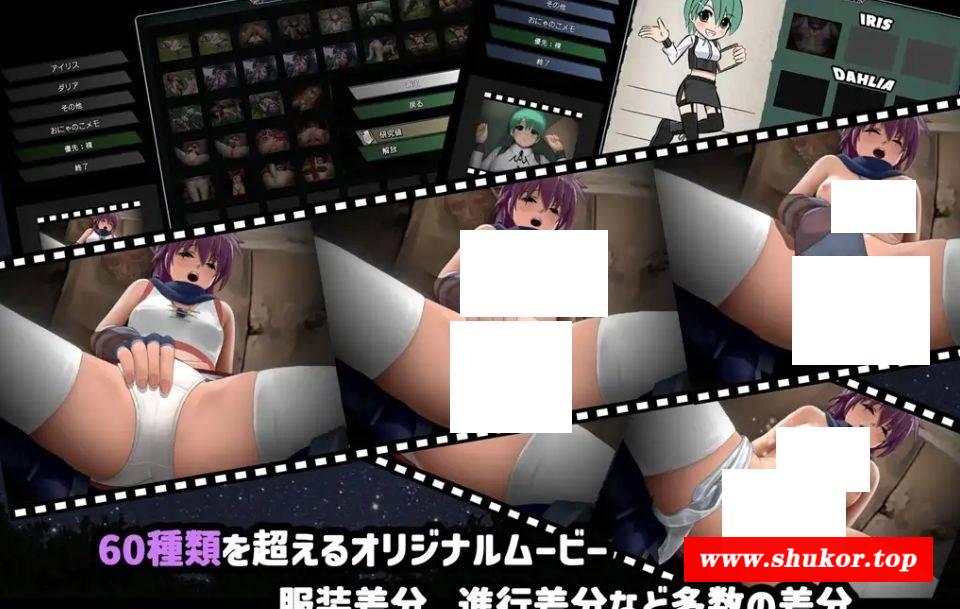 アイリス
ダリア
その他
おにゃのこメモ
優先：裸
終了
戻る
研究値
解放
その他
おにゃのこメモ
優先：裸
終了
IRIS
DAHLIA
60種類を超えるオリジナルムービー
服装差分、進行差分など多数の差分
www.shukor.top